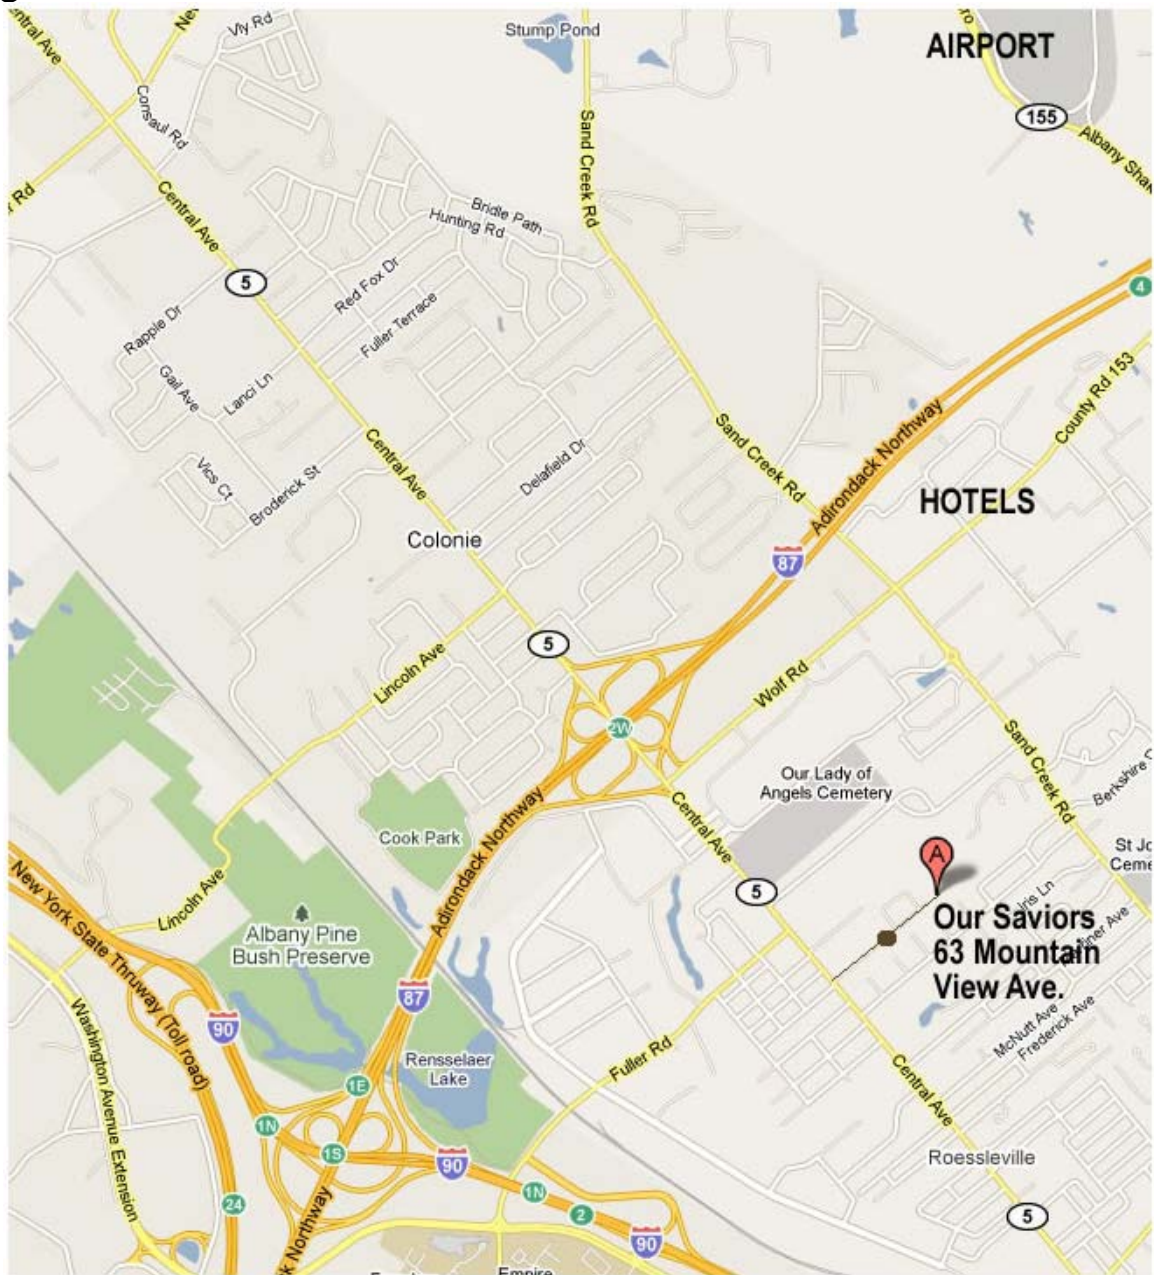 Central Ave
Vly Rd
Stump Pond
AIRPORT
Consaul Rd
155
Albany Sha
Sand Creek Rd
r Rd
Central Ave
Bridle Path
Hunting Rd
5
Red Fox Dr
4
Rapple Dr
Fuller Terrace
Gail Ave
Lanci Ln
County Rd 153
Sand Creek Rd
Adirondack Northway
Central Ave
Delafield Dr
Vics Ct
Broderick St
HOTELS
Colonie
87
5
Lincoln Ave
Wolf Rd
2W
Sand Creek Rd
Our Lady of
Angels Cemetery
Berkshire
Adirondack Northway
Central Ave
Cook Park
A
St Jo
Ceme
5
New York State Thruway (Toll road)
Lincoln Ave
Iris Ln
Our Saviors
63 Mountain
View Ave.
Albany Pine
Bush Preserve
87
90
Washington Avenue Extension
McNutt Ave
Frederick Ave
Fuller Rd
Rensselaer
Lake
1E
Central Ave
1N
1S
90
Roessleville
1N
24
2
5
k Northway
90
Empire